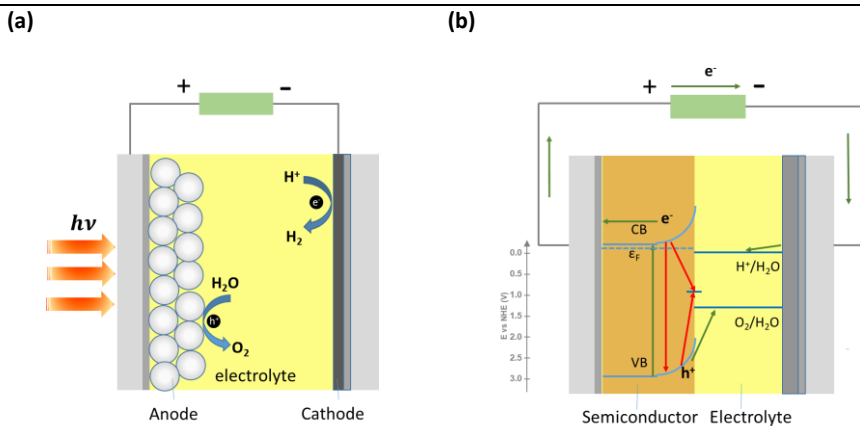 (a)
+ -
hν
H⁺
e⁻
H₂
H₂O
h⁺
O₂
electrolyte
Anode
Cathode
(b)
e⁻
+ -
e⁻
CB
εF
H⁺/H₂O
O₂/H₂O
VB
h⁺
E vs NHE (V)
0.0
0.5
1.0
1.5
2.0
2.5
3.0
Semiconductor
Electrolyte